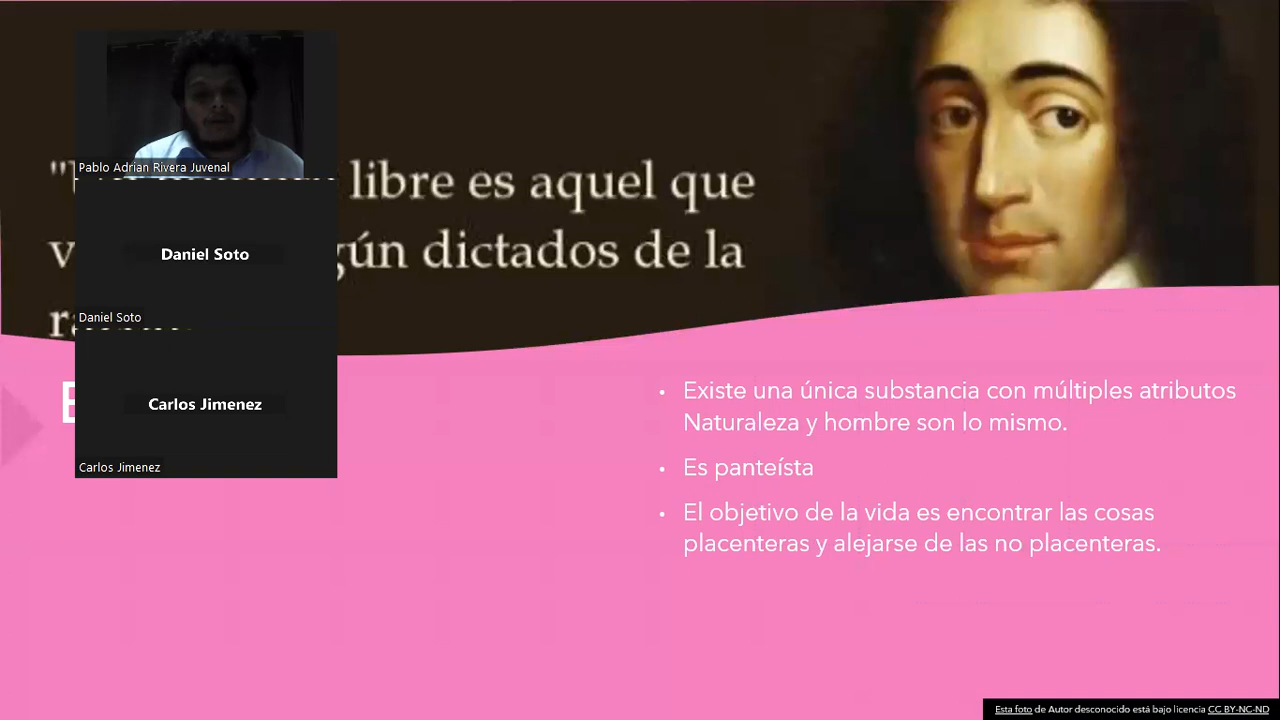 Pablo Adrian Rivera Juvenal
libre es aquel que
gún dictados de la
Daniel Soto
Daniel Soto
Carlos Jimenez
Carlos Jimenez
• Existe una única substancia con múltiples atributos
Naturaleza y hombre son lo mismo.
• Es panteísta
• El objetivo de la vida es encontrar las cosas
placenteras y alejarse de las no placenteras.
Esta foto de Autor desconocido está bajo licencia CC BY-NC-ND